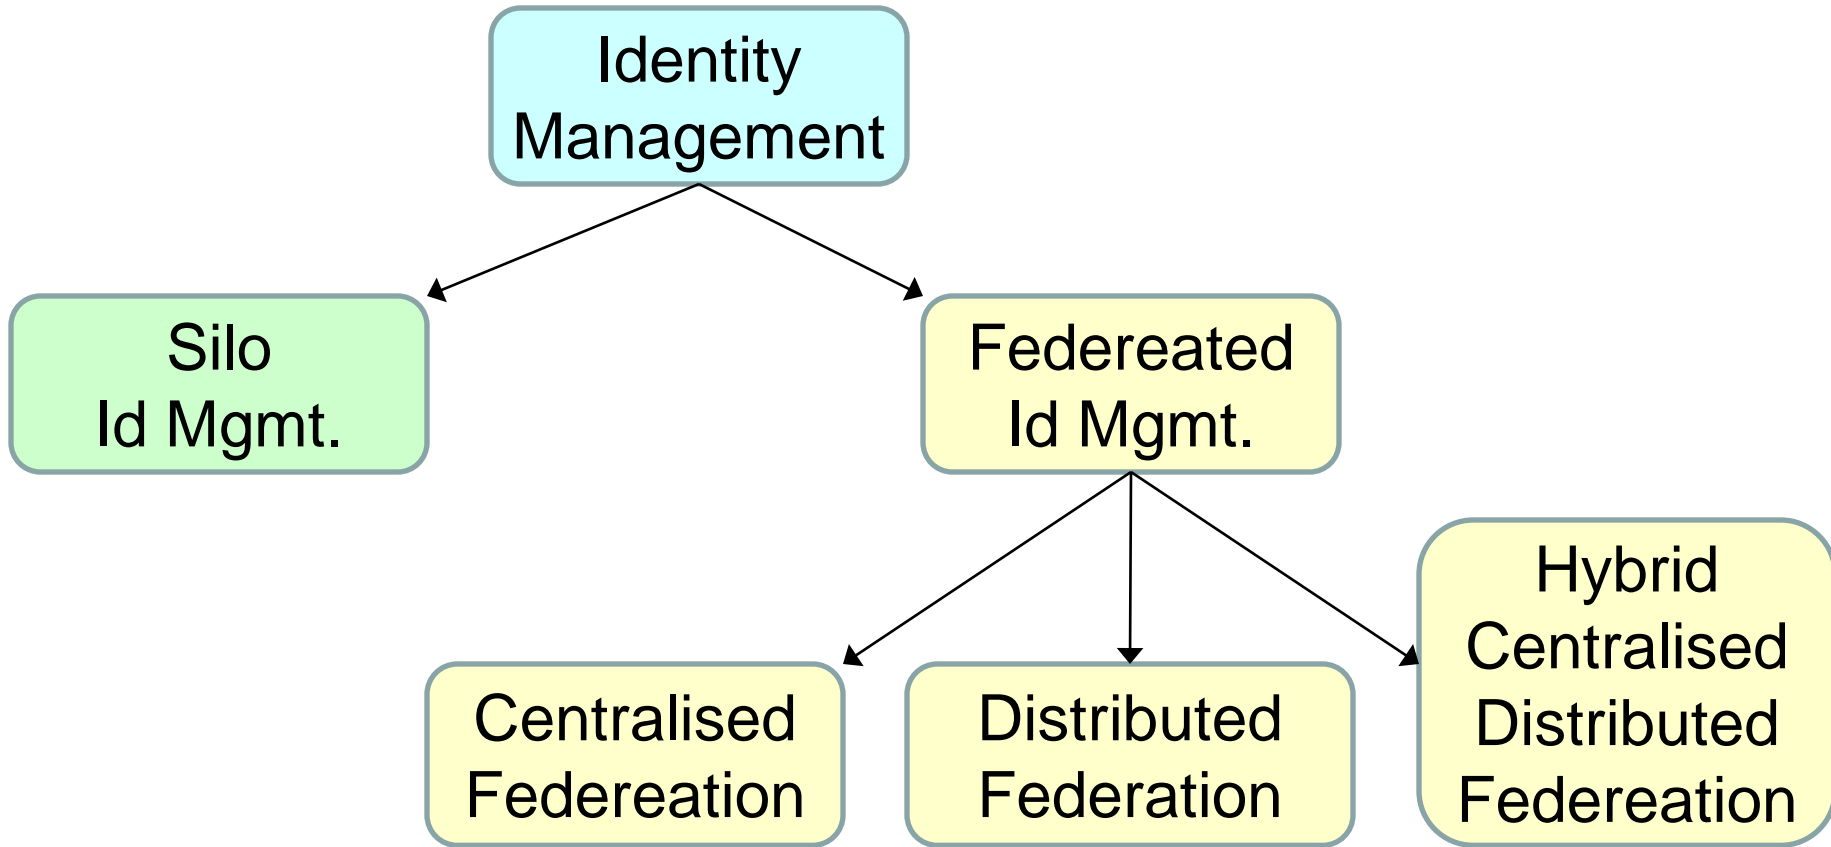 Identity
Management
Silo
Id Mgmt.
Federeated
Id Mgmt.
Centralised
Federeation
Distributed
Federation
Hybrid
Centralised
Distributed
Federeation